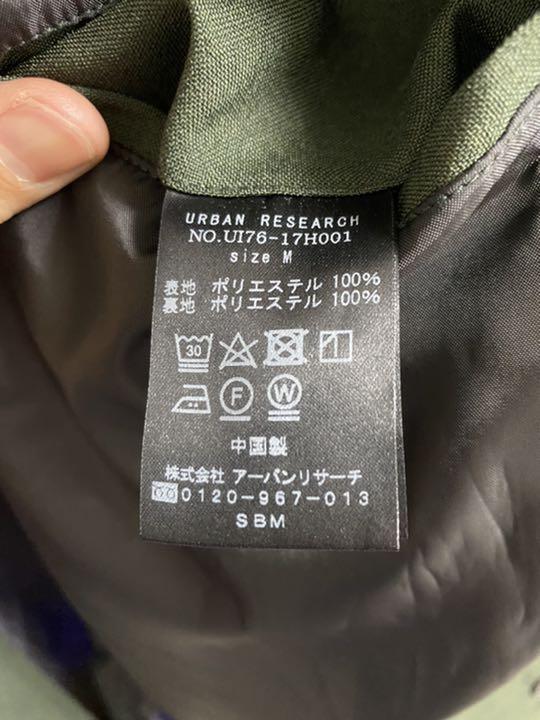 URBAN RESEARCH
NO.UI76-17H001
size M
表地 ポリエステル 100%
裏地 ポリエステル 100%
30
F W
中国製
株式会社 アーバンリサーチ
0120-967-013
SBM